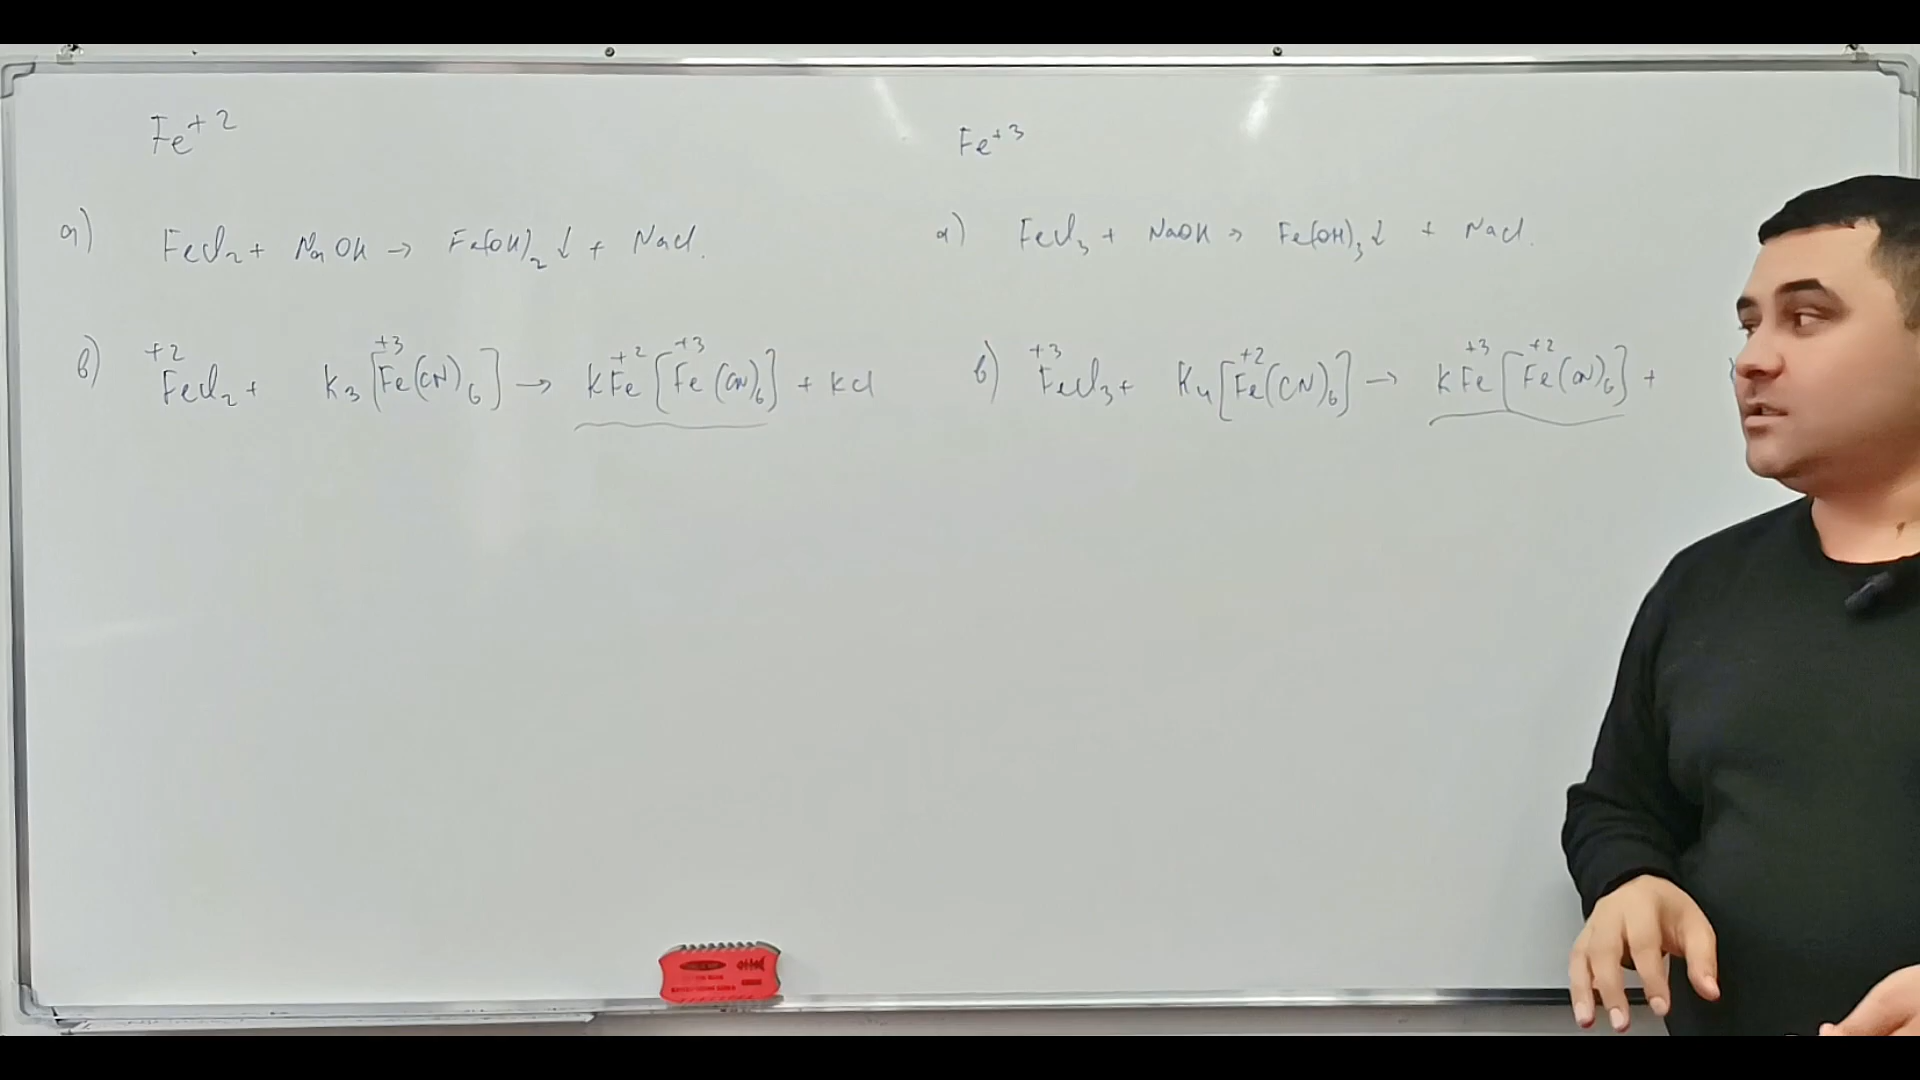 Fe⁺²
Fe⁺³
а) FeCl₂ + NaOH → Fe(OH)₂↓ + NaCl.
а) FeCl₃ + NaOH → Fe(OH)₃↓ + NaCl.
+2 +3 +2 +3
в) FeCl₂ + K₃[Fe(CN)₆] → KFe[Fe(CN)₆] + KCl
+3 +2 +3 +2
в) FeCl₃ + K₄[Fe(CN)₆] → KFe[Fe(CN)₆] +